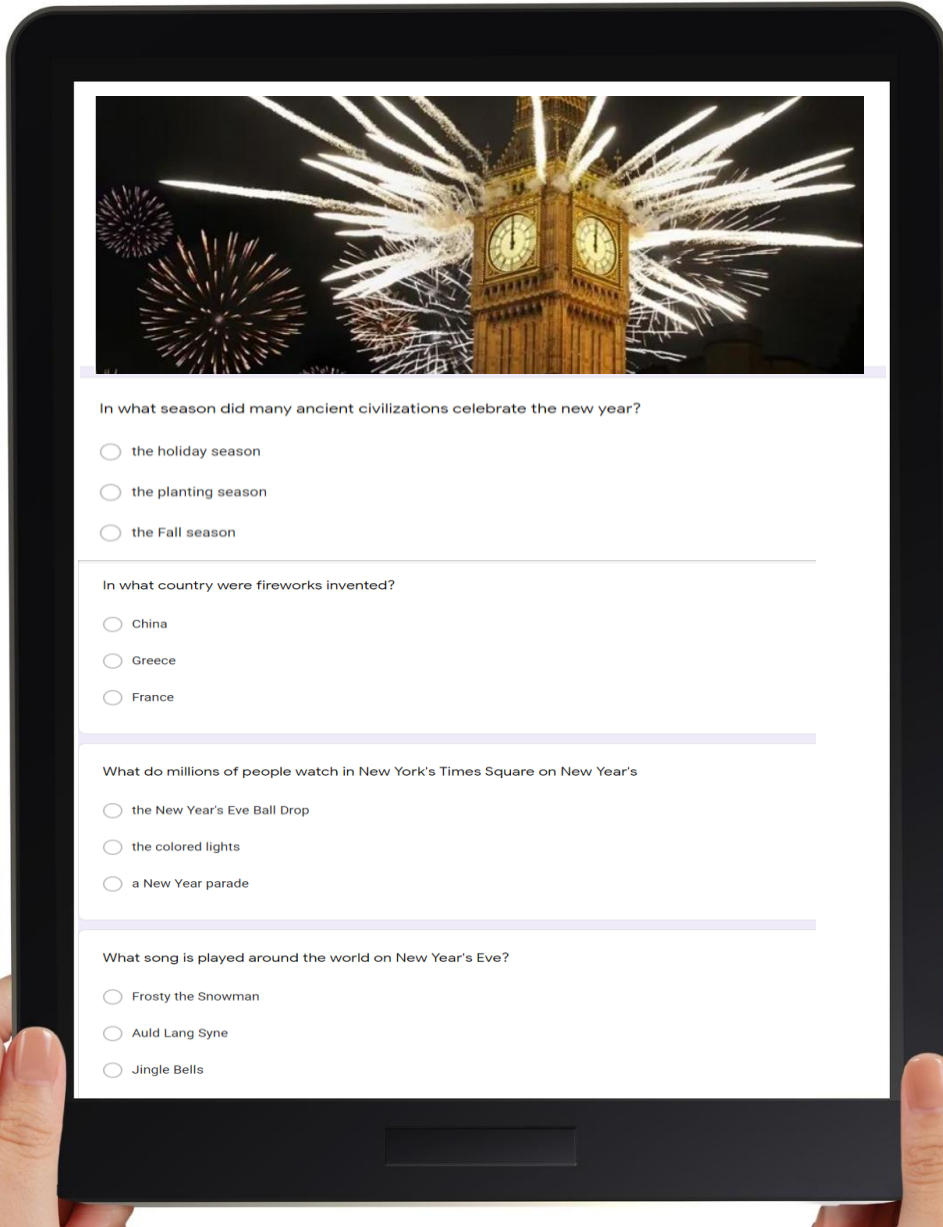 In what season did many ancient civilizations celebrate the new year?
the holiday season
the planting season
the Fall season
In what country were fireworks invented?
China
Greece
France
What do millions of people watch in New York's Times Square on New Year's
the New Year's Eve Ball Drop
the colored lights
a New Year parade
What song is played around the world on New Year's Eve?
Frosty the Snowman
Auld Lang Syne
Jingle Bells